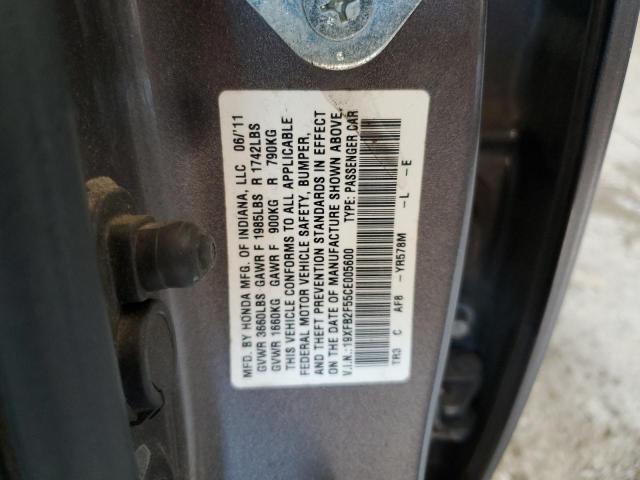 MFD. BY HONDA MFG. OF INDIANA, LLC 06/'11
GVWR 3660LBS GAWR F 1985LBS R 1742LBS
GVWR 1660KG GAWR F 900KG R 790KG
THIS VEHICLE CONFORMS TO ALL APPLICABLE
FEDERAL MOTOR VEHICLE SAFETY, BUMPER,
AND THEFT PREVENTION STANDARDS IN EFFECT
ON THE DATE OF MANUFACTURE SHOWN ABOVE.
V.I.N.: 19XFB2F55CE005600 TYPE: PASSENGER CAR
TR3 C AF8 -YR578M -L -E